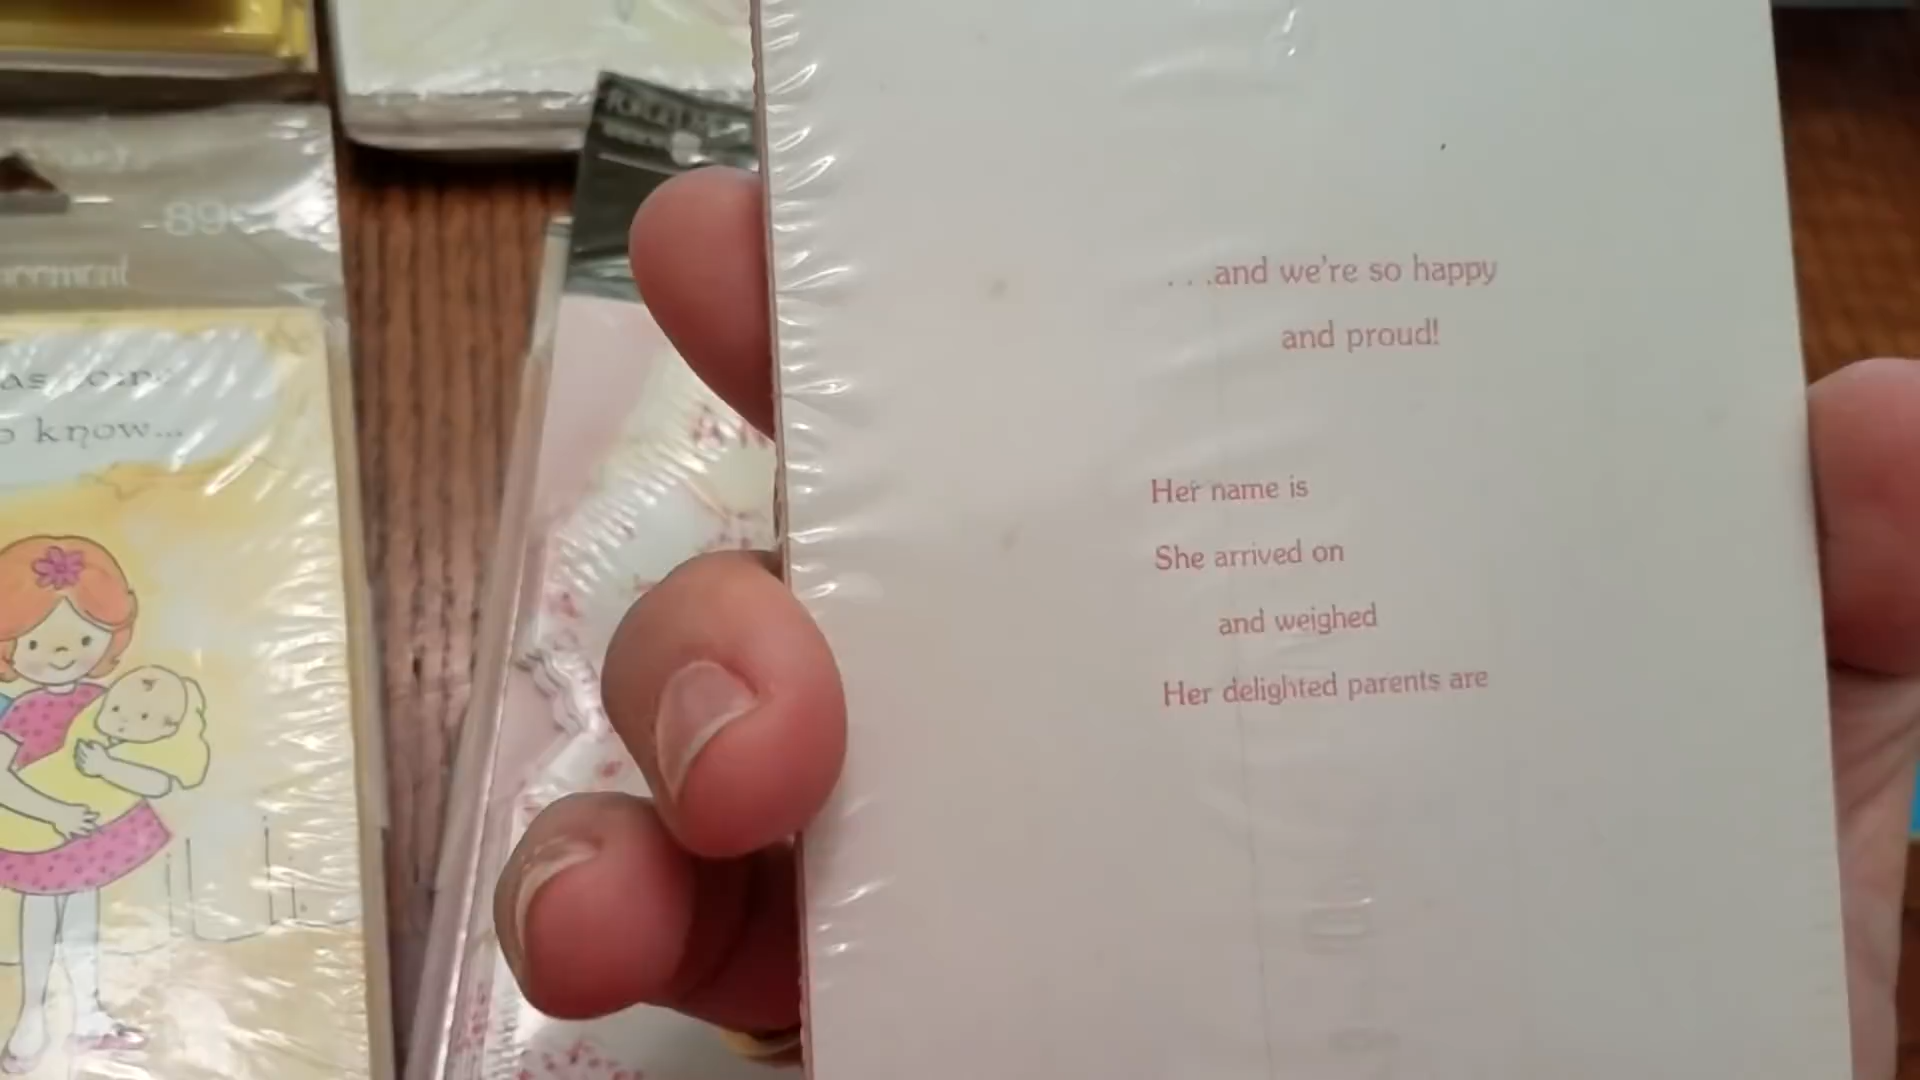 -89¢
know...
. . .and we're so happy
and proud!
Her name is
She arrived on
and weighed
Her delighted parents are